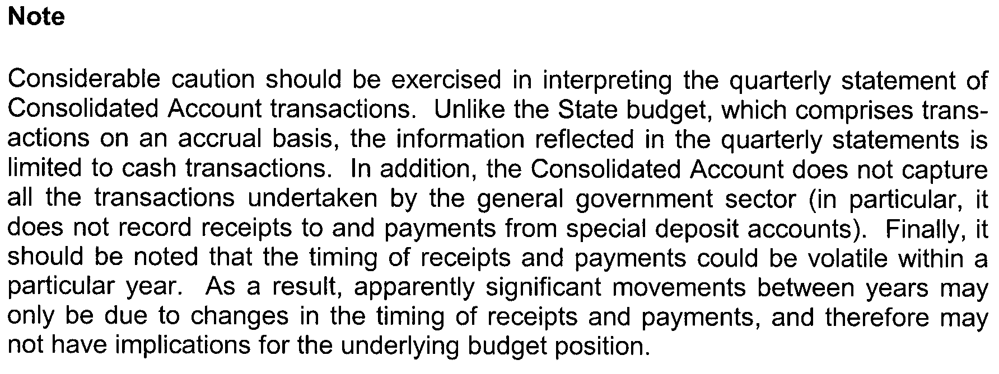 Note
Considerable caution should be exercised in interpreting the quarterly statement of
Consolidated Account transactions.  Unlike the State budget, which comprises trans-
actions on an accrual basis, the information reflected in the quarterly statements is
limited to cash transactions.  In addition, the Consolidated Account does not capture
all the transactions undertaken by the general government sector (in particular, it
does not record receipts to and payments from special deposit accounts).  Finally, it
should be noted that the timing of receipts and payments could be volatile within a
particular year.  As a result, apparently significant movements between years may
only be due to changes in the timing of receipts and payments, and therefore may
not have implications for the underlying budget position.